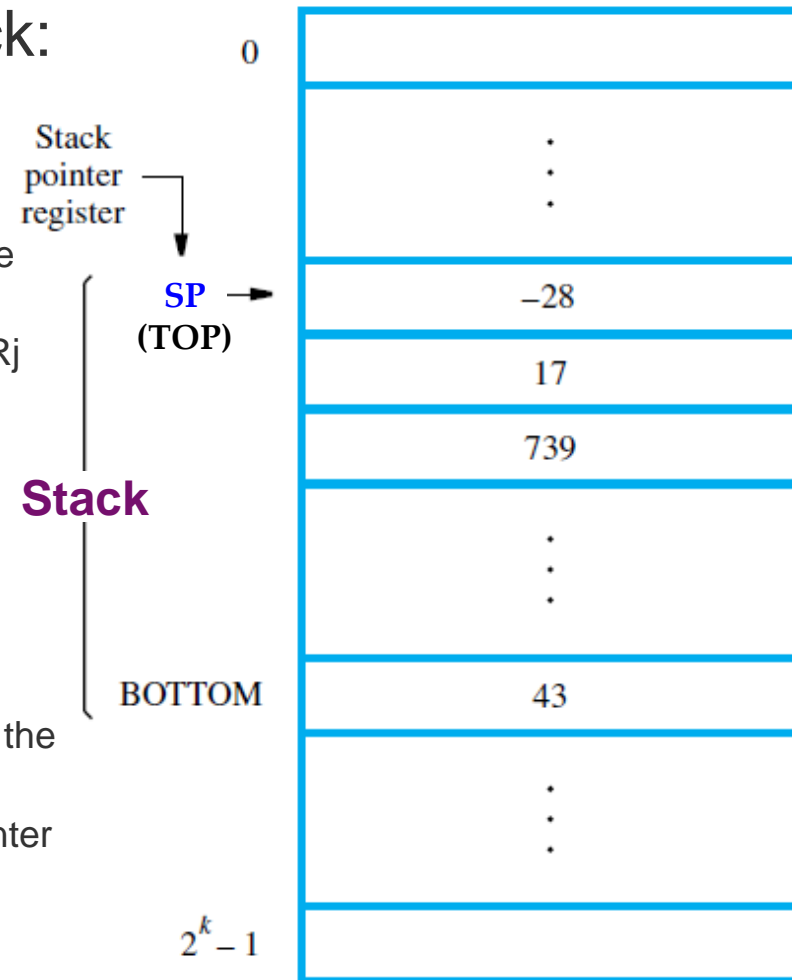 ck:
0
Stack
pointer
register
e
SP
(TOP)
Rj
–28
17
739
Stack
BOTTOM
43
the
nter
2^k – 1